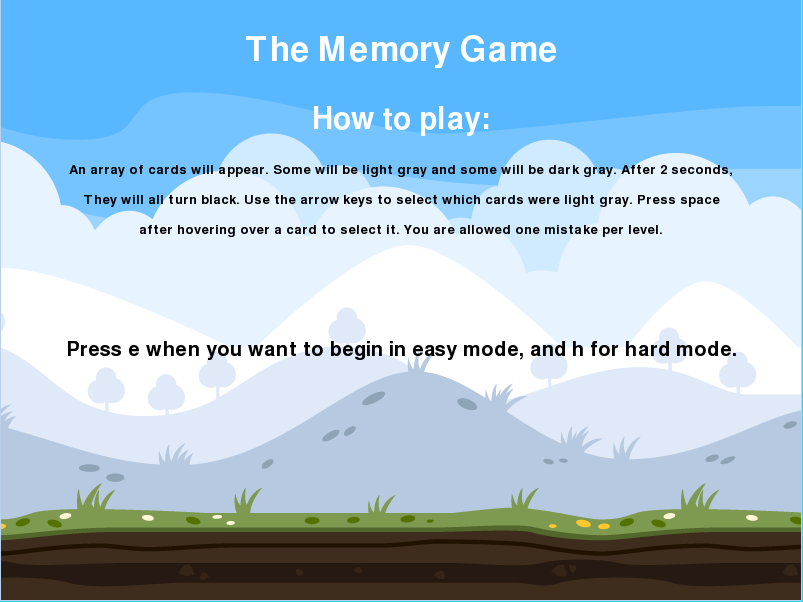 The Memory Game
How to play:
An array of cards will appear. Some will be light gray and some will be dark gray. After 2 seconds,
They will all turn black. Use the arrow keys to select which cards were light gray. Press space
after hovering over a card to select it. You are allowed one mistake per level.
Press e when you want to begin in easy mode, and h for hard mode.